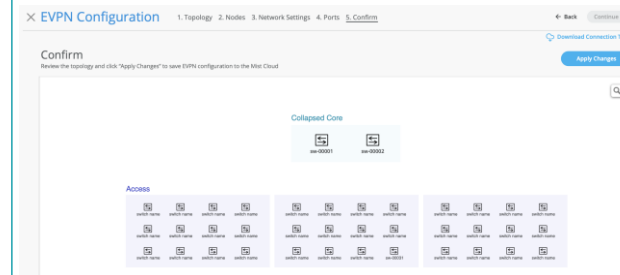 EVPN Configuration 1. Topology 2. Nodes 3. Network Settings 4. Ports 5. Confirm ← Back Continue
Download Connection
Confirm
Review the topology and click "Apply Changes" to save EVPN configuration to the Mist Cloud
Apply Changes
Collapsed Core
sw-00001 sw-00002
Access
switch name switch name switch name switch name switch name switch name switch name switch name switch name switch name switch name switch name
switch name switch name switch name switch name switch name switch name switch name switch name switch name switch name switch name switch name
switch name switch name switch name switch name switch name switch name switch name sw-00031 switch name switch name switch name switch name